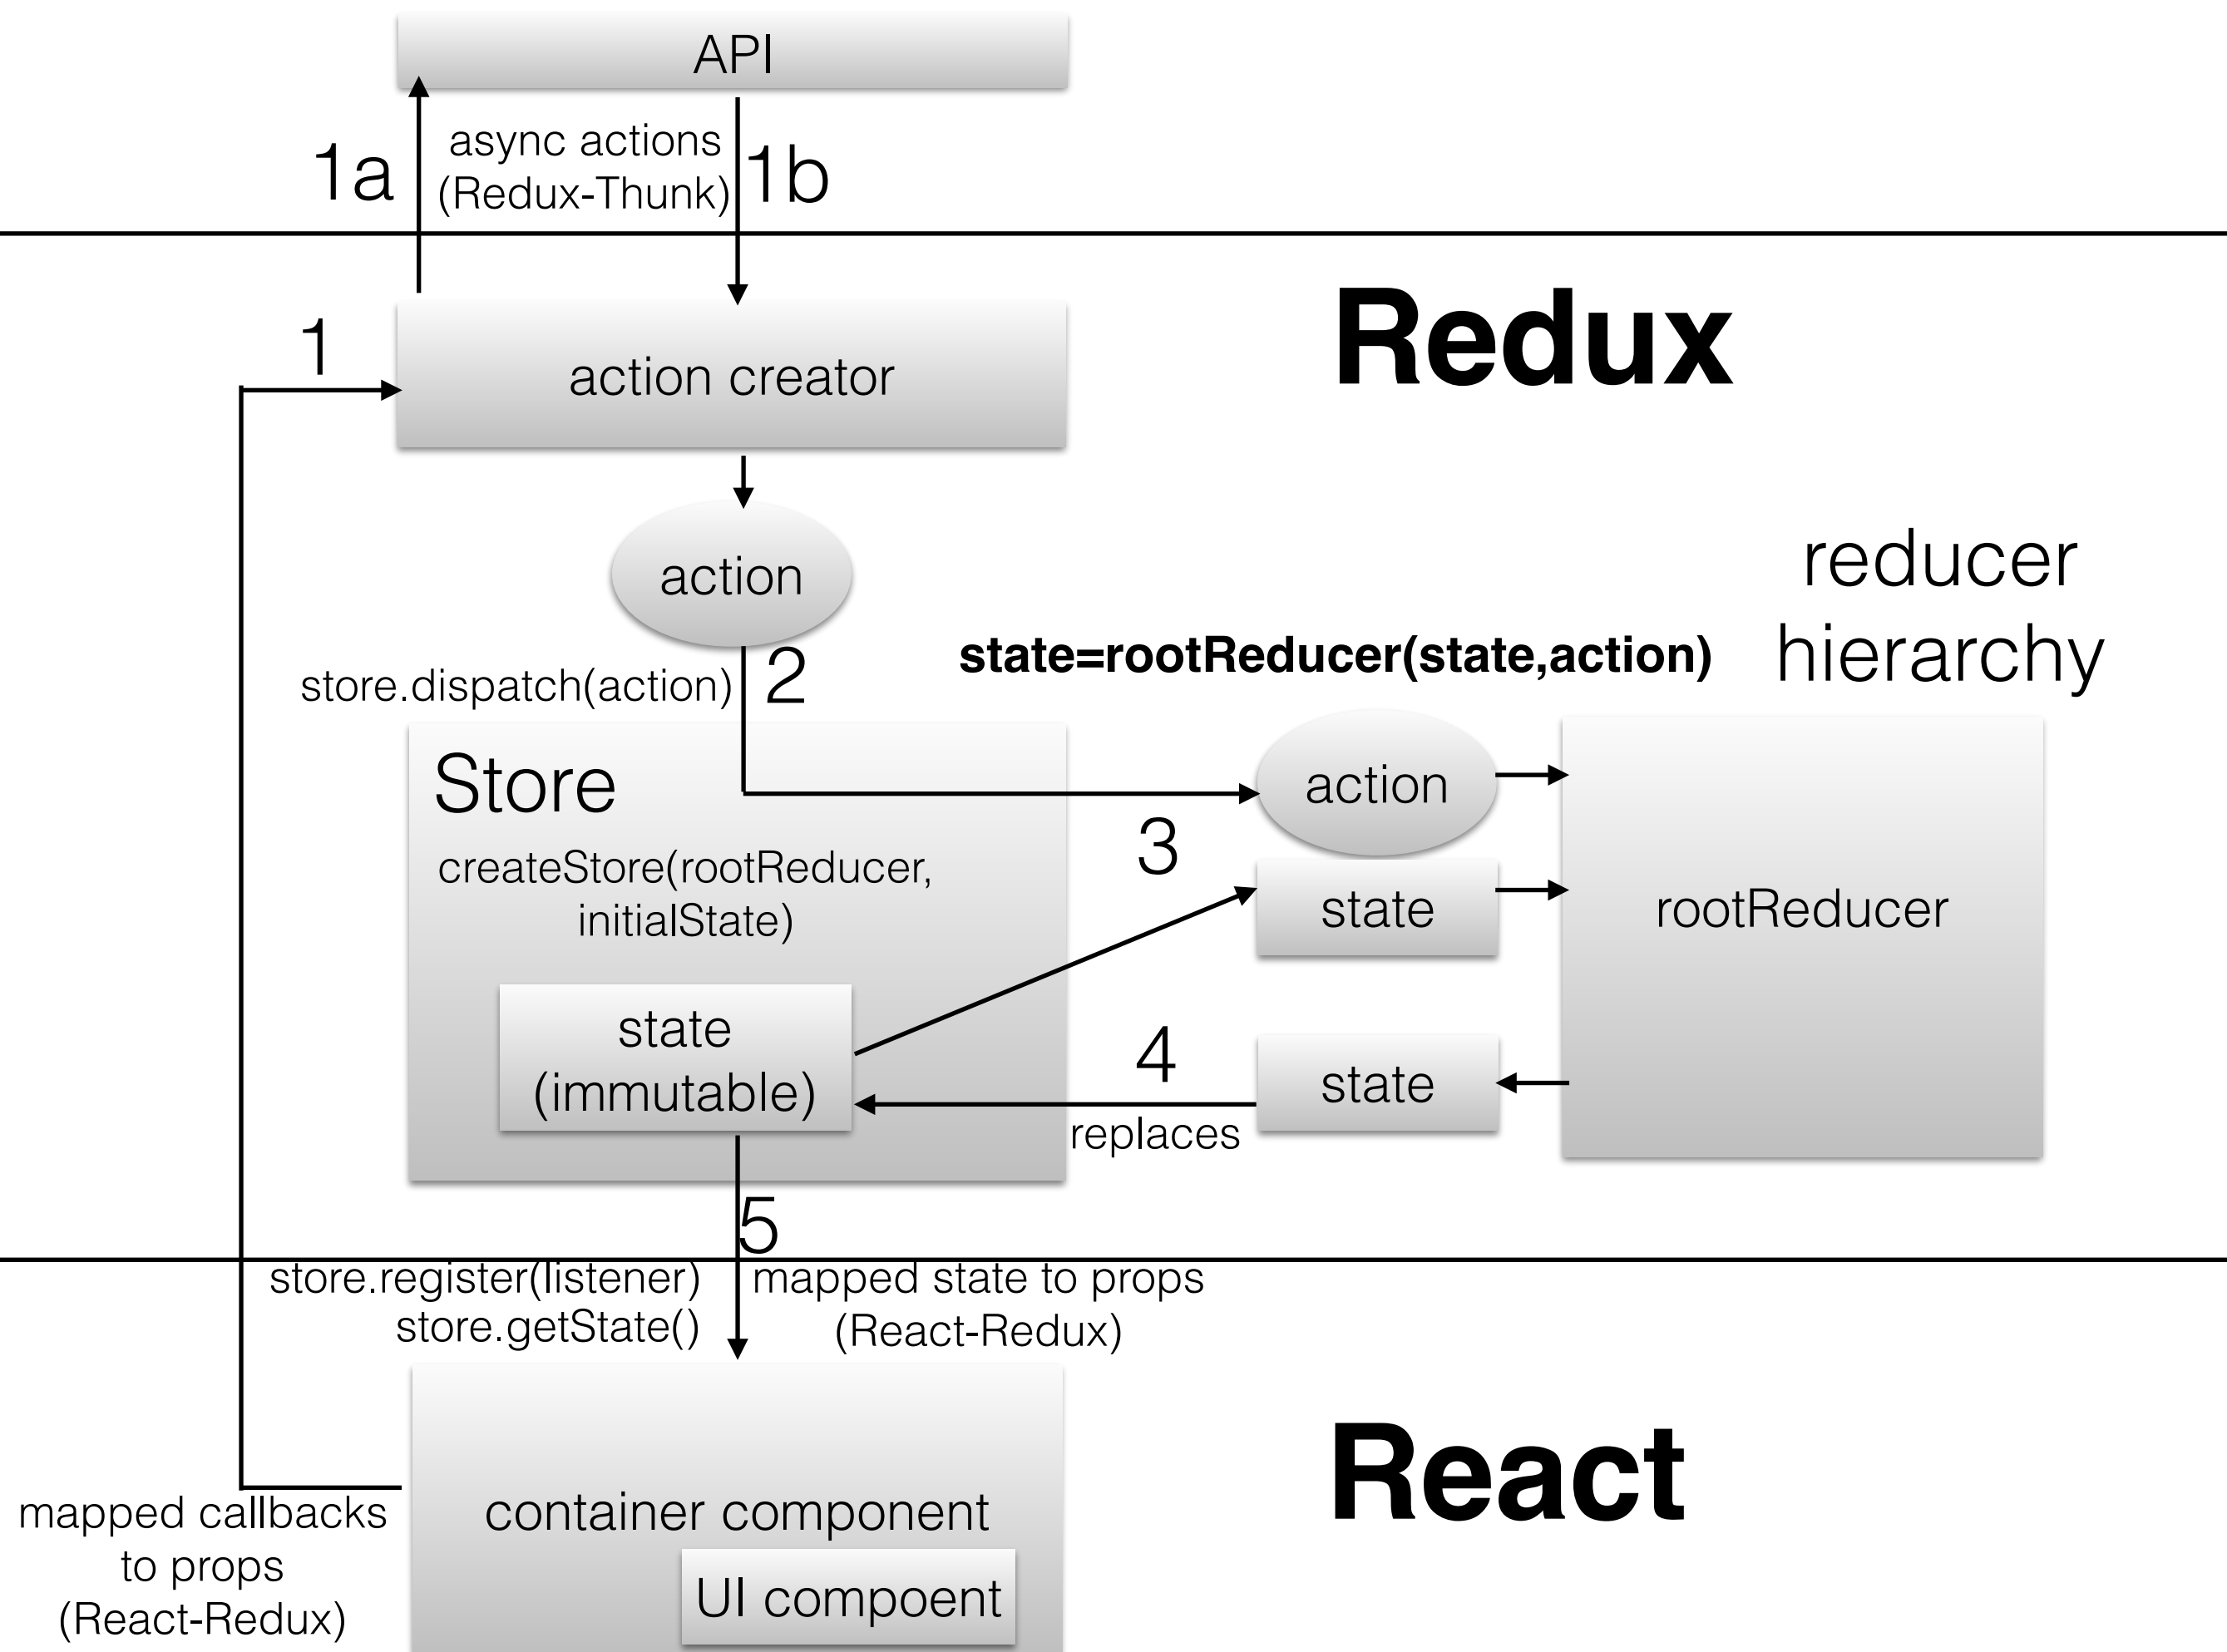 API
async actions
(Redux-Thunk)
1a
1b
Redux
1
action creator
action
reducer
hierarchy
state=rootReducer(state,action)
store.dispatch(action)
2
Store
createStore(rootReducer,
initialState)
3
action
state
rootReducer
state
(immutable)
4
replaces
state
5
store.register(listener)
store.getState()
mapped state to props
(React-Redux)
React
mapped callbacks
to props
(React-Redux)
container component
UI compoent